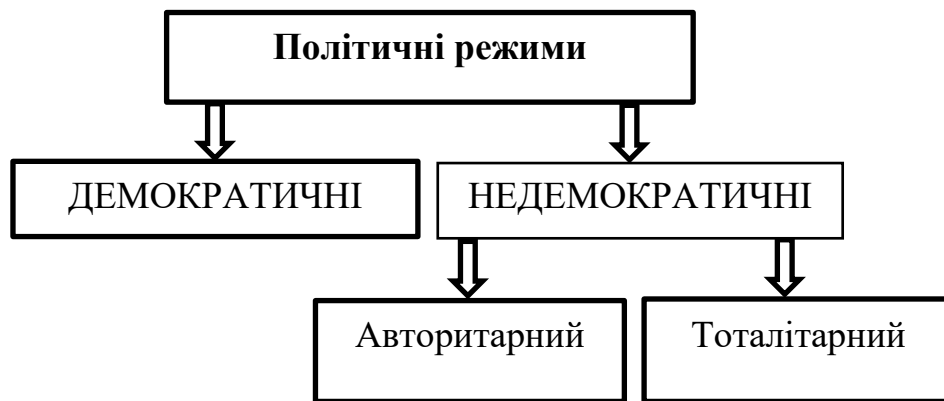 Політичні режими
ДЕМОКРАТИЧНІ
НЕДЕМОКРАТИЧНІ
Авторитарний
Тоталітарний